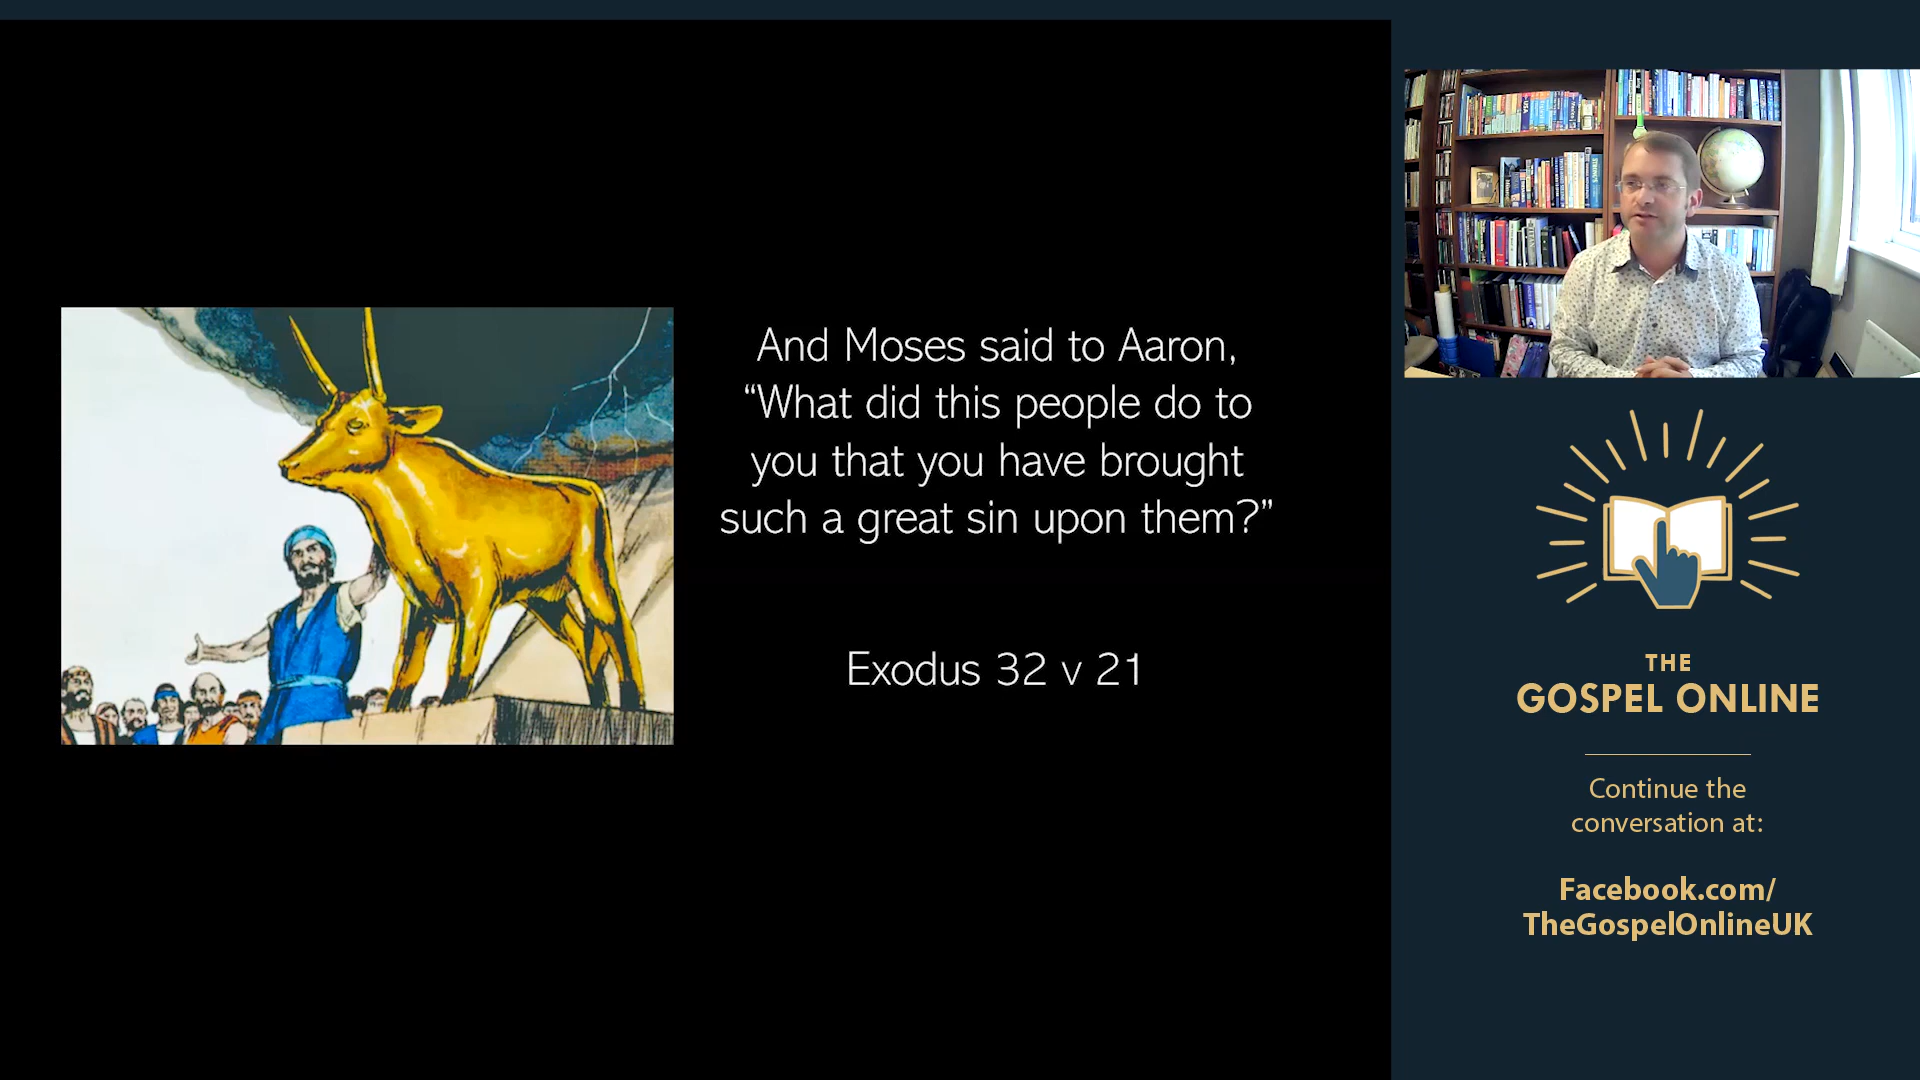 And Moses said to Aaron,
“What did this people do to
you that you have brought
such a great sin upon them?”
Exodus 32 v 21
THE
GOSPEL ONLINE
Continue the
conversation at:
Facebook.com/
TheGospelOnlineUK